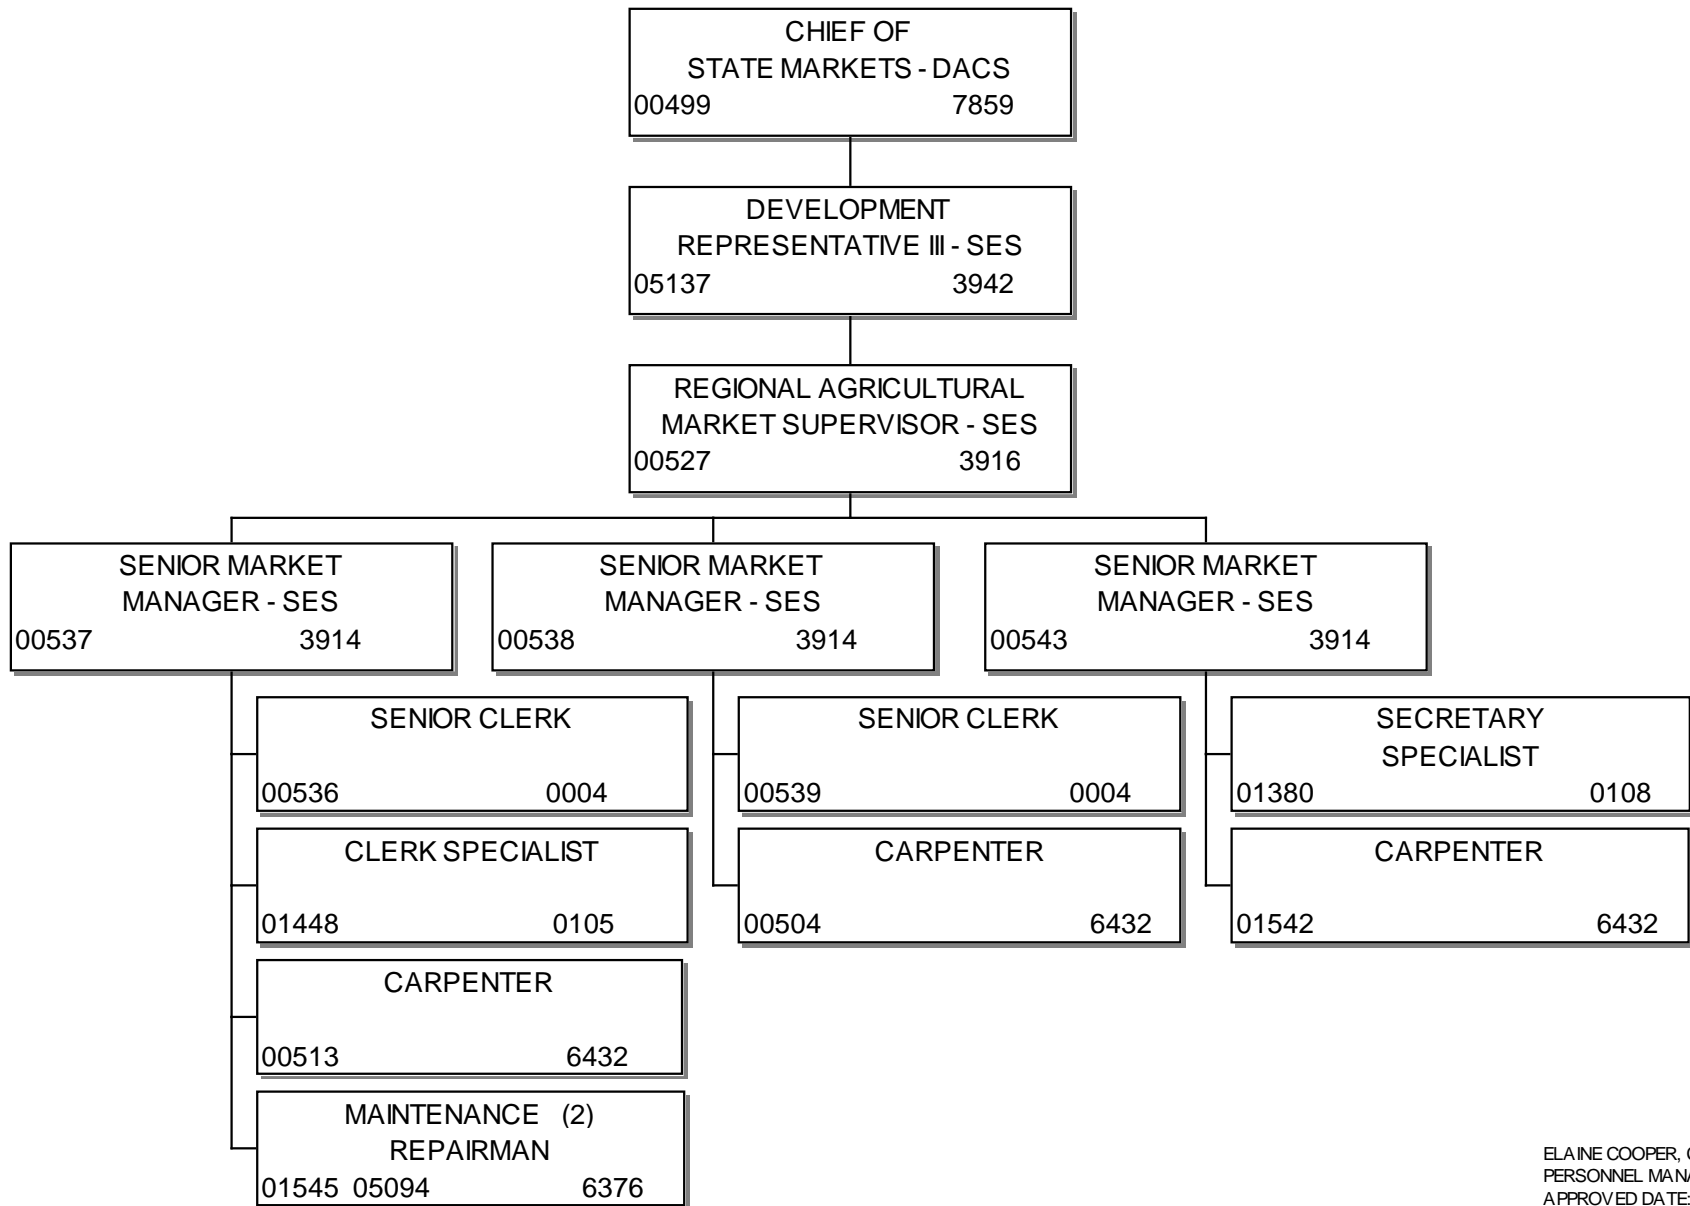 CHIEF OF
STATE MARKETS - DACS
00499 7859
DEVELOPMENT
REPRESENTATIVE III - SES
05137 3942
REGIONAL AGRICULTURAL
MARKET SUPERVISOR - SES
00527 3916
SENIOR MARKET
MANAGER - SES
00537 3914
SENIOR MARKET
MANAGER - SES
00538 3914
SENIOR MARKET
MANAGER - SES
00543 3914
SENIOR CLERK
00536 0004
CLERK SPECIALIST
01448 0105
CARPENTER
00513 6432
MAINTENANCE (2)
REPAIRMAN
01545 05094 6376
SENIOR CLERK
00539 0004
CARPENTER
00504 6432
SECRETARY
SPECIALIST
01380 0108
CARPENTER
01542 6432
ELAINE COOPER,
PERSONNEL
APPROVED DATE: